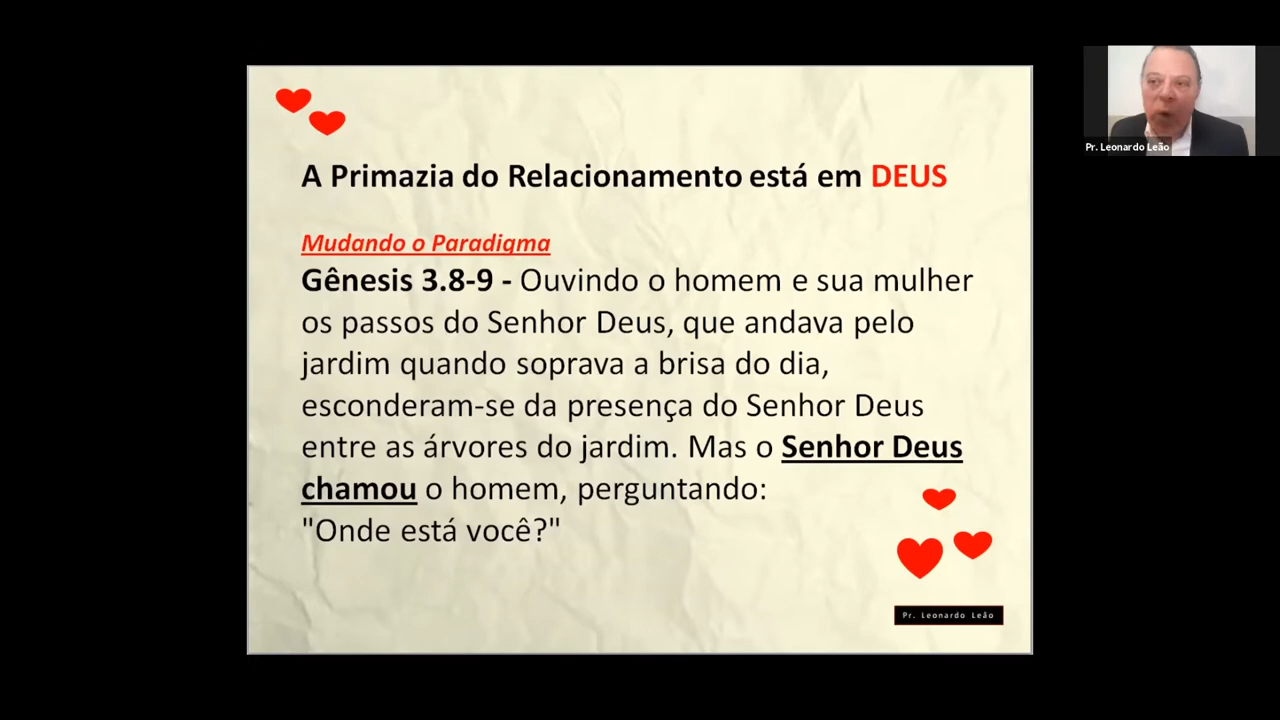 A Primazia do Relacionamento está em DEUS
Mudando o Paradigma
Gênesis 3.8-9 - Ouvindo o homem e sua mulher
os passos do Senhor Deus, que andava pelo
jardim quando soprava a brisa do dia,
esconderam-se da presença do Senhor Deus
entre as árvores do jardim. Mas o Senhor Deus
chamou o homem, perguntando:
"Onde está você?"
Pr. Leonardo Leão
Pr. Leonardo Leão